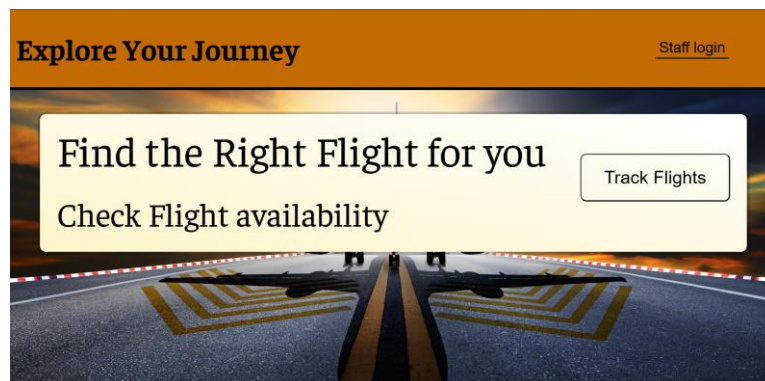 Explore Your Journey
Staff login
Find the Right Flight for you
Track Flights
Check Flight availability